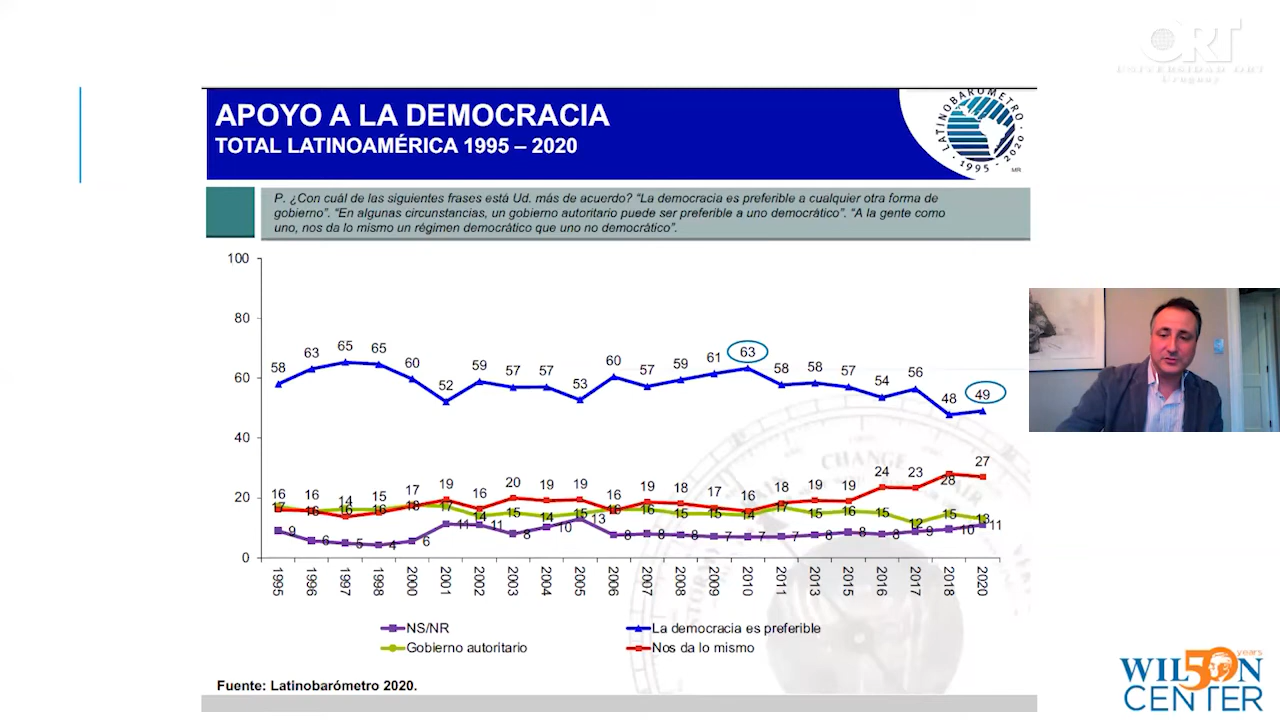 ORT
UNIVERSIDAD ORT
Uruguay
APOYO A LA DEMOCRACIA
TOTAL LATINOAMÉRICA 1995 – 2020
LATINOBARÓMETRO
· 1995 - 2020 ·
MR
P. ¿Con cuál de las siguientes frases está Ud. más de acuerdo? “La democracia es preferible a cualquier otra forma de
gobierno”. “En algunas circunstancias, un gobierno autoritario puede ser preferible a uno democrático”. “A la gente como
uno, nos da lo mismo un régimen democrático que uno no democrático”.
100
80
60
40
20
0
58 63 65 65 60 52 59 57 57 53 60 57 59 61 63 58 58 57 54 56 48 49
16 16 14 15 17 19 16 20 19 19 16 19 18 17 16 18 19 19 24 23 28 27
17 16 16 16 18 17 14 15 14 15 16 16 15 15 14 17 15 16 15 12 15 13
9 6 5 4 6 11 11 8 10 13 8 8 8 7 7 7 8 8 8 9 10 11
CHANGE
STORMY
1995 1996 1997 1998 2000 2001 2002 2003 2004 2005 2006 2007 2008 2009 2010 2011 2013 2015 2016 2017 2018 2020
NS/NR La democracia es preferible
Gobierno autoritario Nos da lo mismo
Fuente: Latinobarómetro 2020.
WIL50N years
CENTER